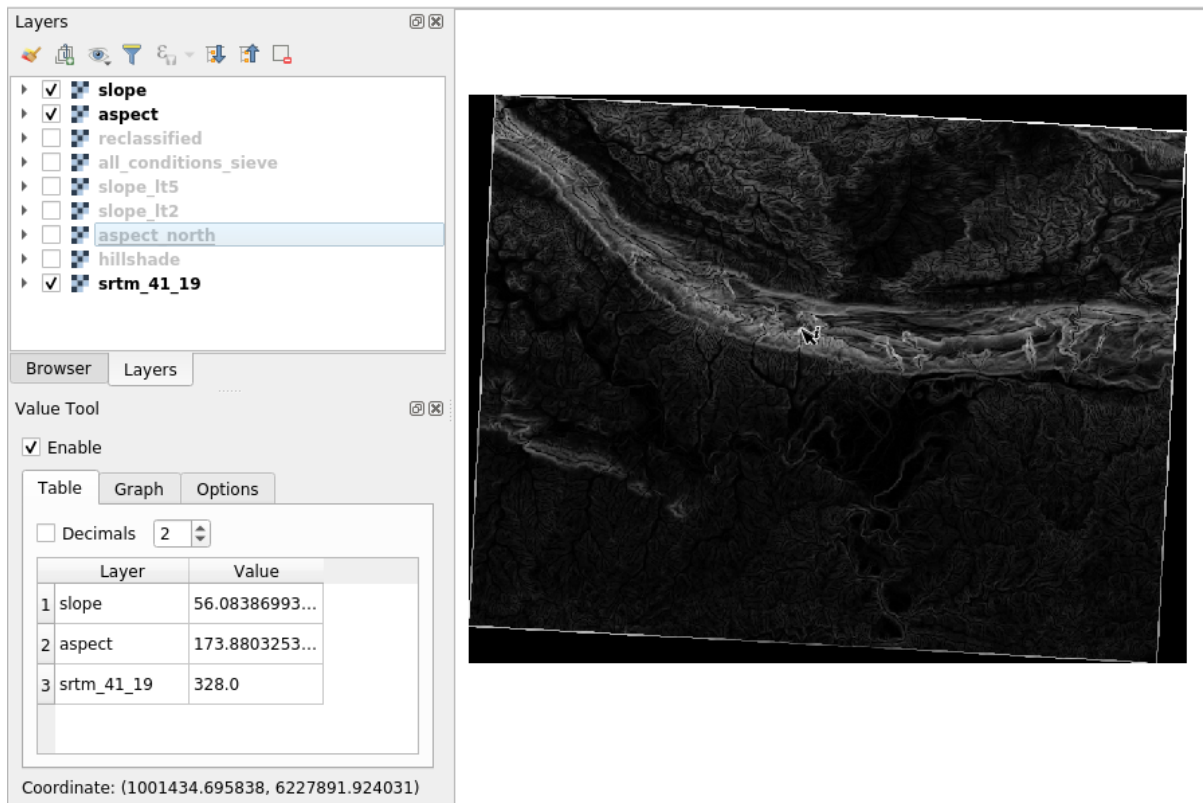 Layers
slope
aspect
reclassified
all_conditions_sieve
slope_lt5
slope_lt2
aspect_north
hillshade
srtm_41_19
Browser Layers
Value Tool
Enable
Table Graph Options
Decimals 2
Layer Value
1 slope 56.08386993...
2 aspect 173.8803253...
3 srtm_41_19 328.0
Coordinate: (1001434.695838, 6227891.924031)